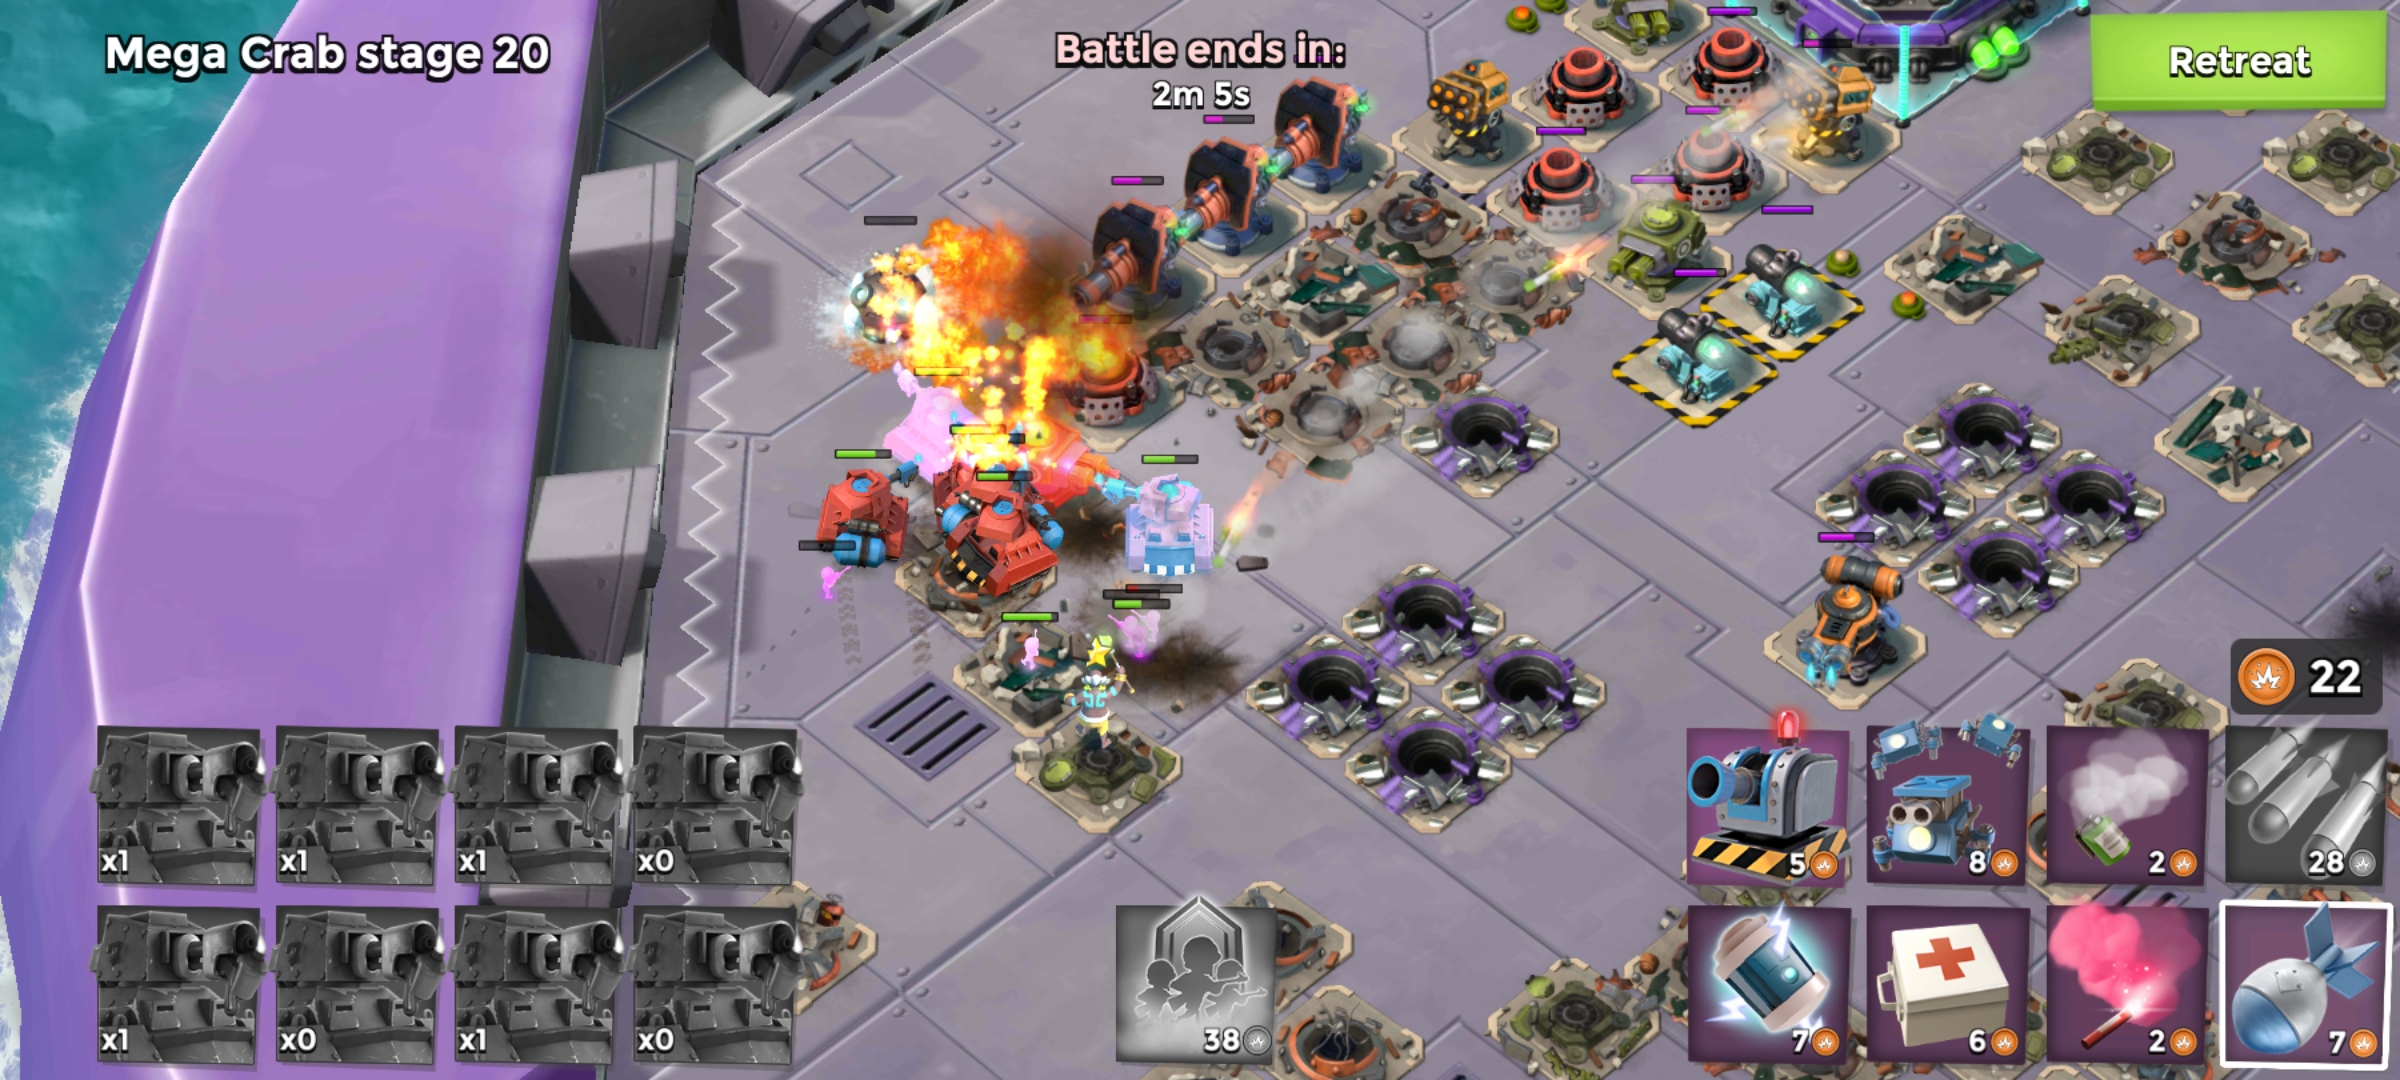 Mega Crab stage 20
Battle ends in:
2m 5s
Retreat
22
x1
x1
x1
x0
5
8
2
28
x1
x0
x1
x0
38
7
6
2
7